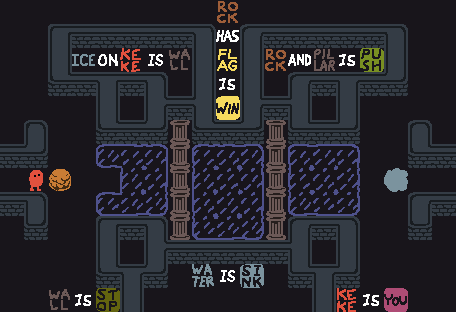 ROCK HAS FLAG IS WIN
ICE ON KEKE IS WALL
ROCK AND PILLAR IS PUSH
WATER IS SINK
WALL IS STOP
KEKE IS YOU